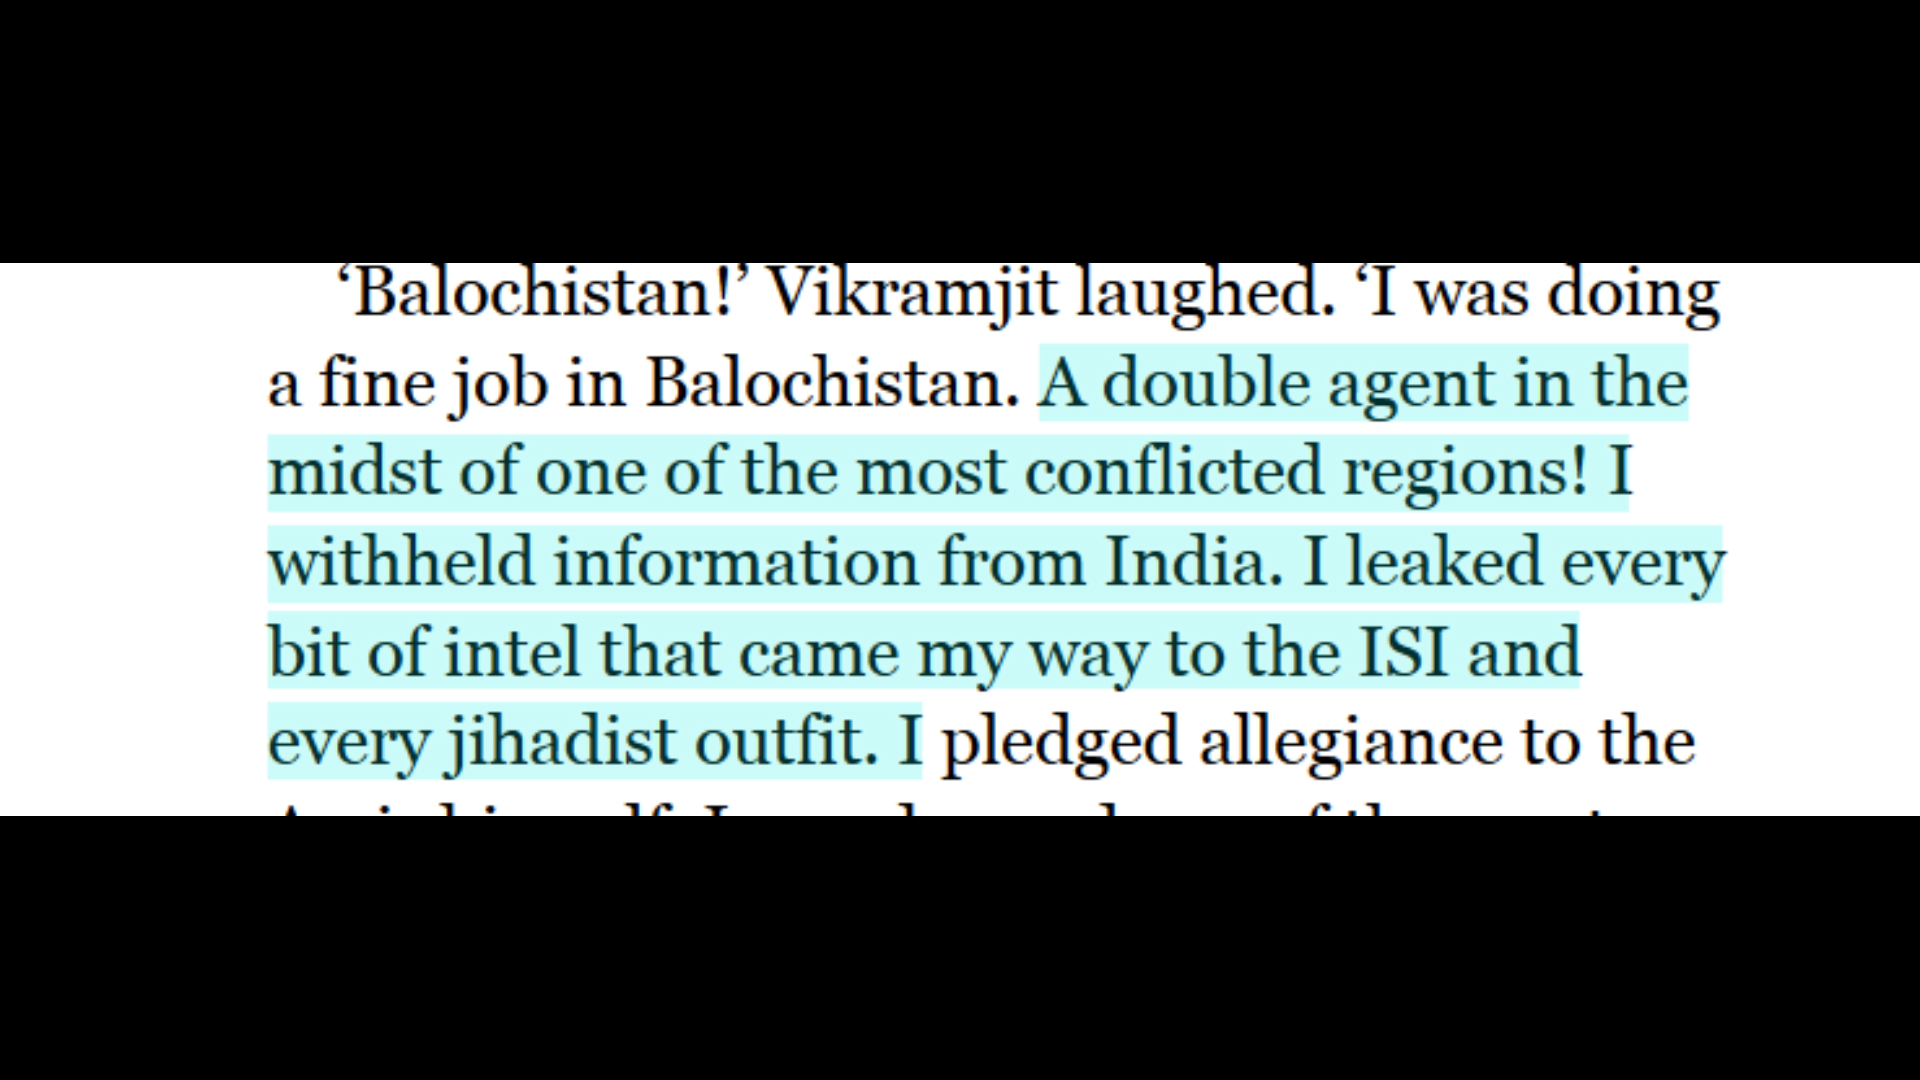 ‘Balochistan!’ Vikramjit laughed. ‘I was doing
a fine job in Balochistan. A double agent in the
midst of one of the most conflicted regions! I
withheld information from India. I leaked every
bit of intel that came my way to the ISI and
every jihadist outfit. I pledged allegiance to the